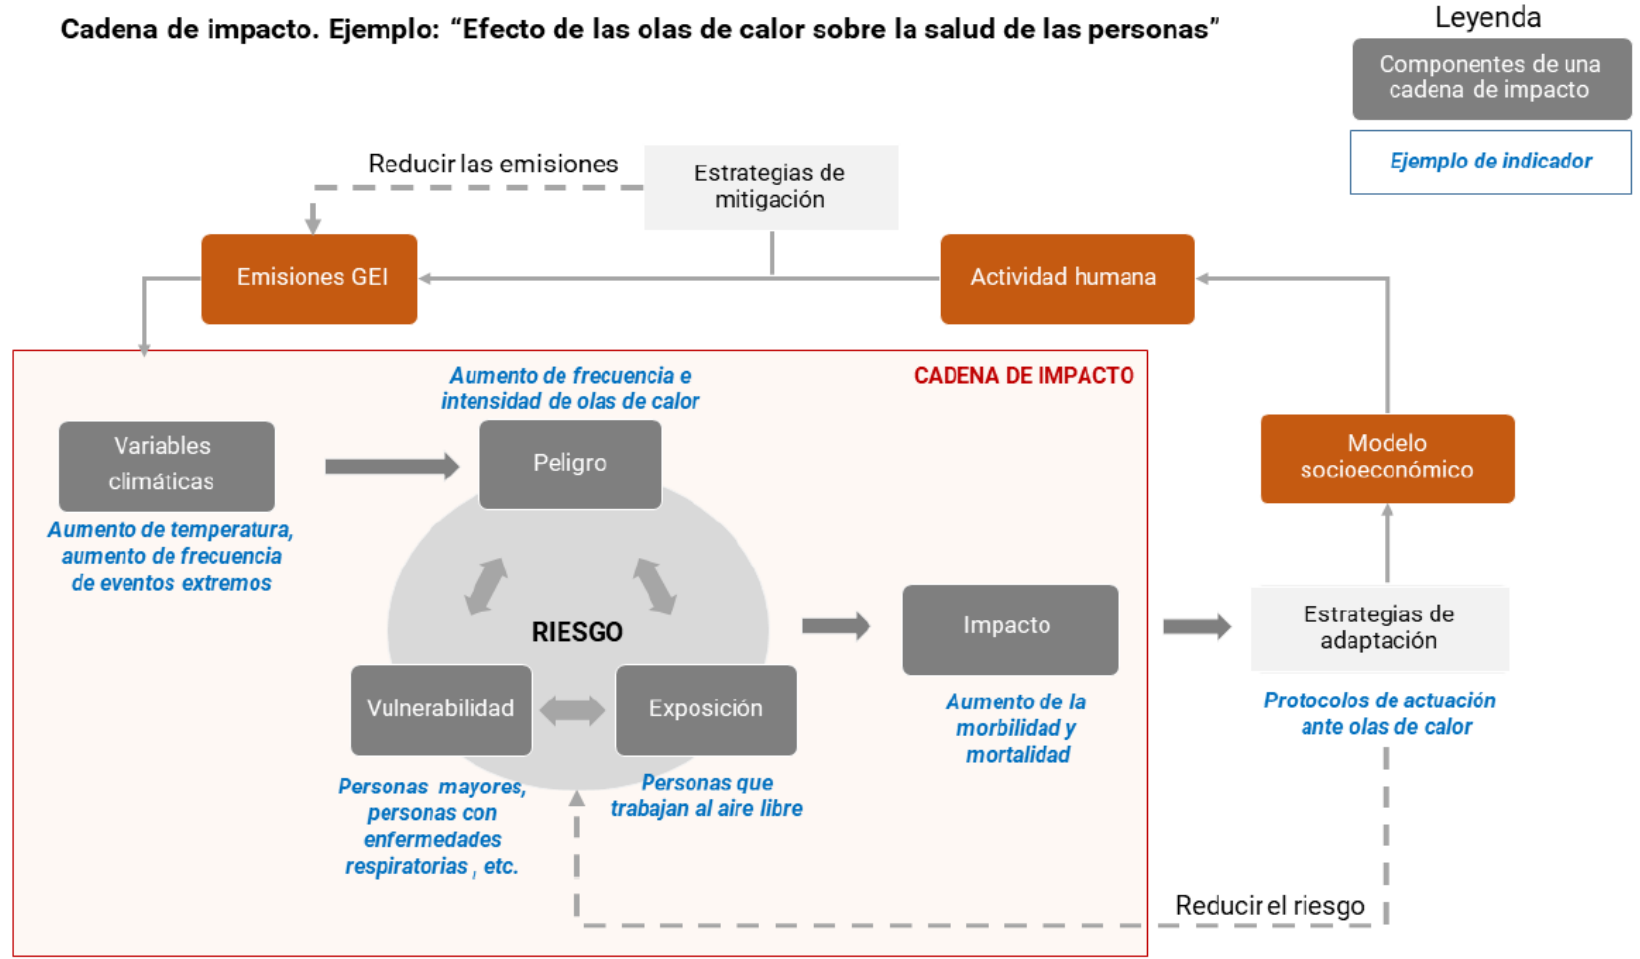 Cadena de impacto. Ejemplo: “Efecto de las olas de calor sobre la salud de las personas”
Leyenda
Componentes de una
cadena de impacto
Ejemplo de indicador
Reducir las emisiones
Estrategias de
mitigación
Emisiones GEI
Actividad humana
CADENA DE IMPACTO
Aumento de frecuencia e
intensidad de olas de calor
Variables
climáticas
Peligro
Modelo
socioeconómico
Aumento de temperatura,
aumento de frecuencia
de eventos extremos
RIESGO
Impacto
Estrategias de
adaptación
Vulnerabilidad
Exposición
Aumento de la
morbilidad y
mortalidad
Protocolos de actuación
ante olas de calor
Personas mayores,
personas con
enfermedades
respiratorias , etc.
Personas que
trabajan al aire libre
Reducir el riesgo